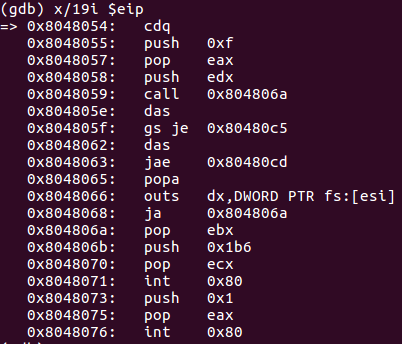 (gdb) x/19i $eip
=> 0x8048054: cdq
0x8048055: push 0xf
0x8048057: pop eax
0x8048058: push edx
0x8048059: call 0x804806a
0x804805e: das
0x804805f: gs je 0x80480c5
0x8048062: das
0x8048063: jae 0x80480cd
0x8048065: popa
0x8048066: outs dx,DWORD PTR fs:[esi]
0x8048068: ja 0x804806a
0x804806a: pop ebx
0x804806b: push 0x1b6
0x8048070: pop ecx
0x8048071: int 0x80
0x8048073: push 0x1
0x8048075: pop eax
0x8048076: int 0x80